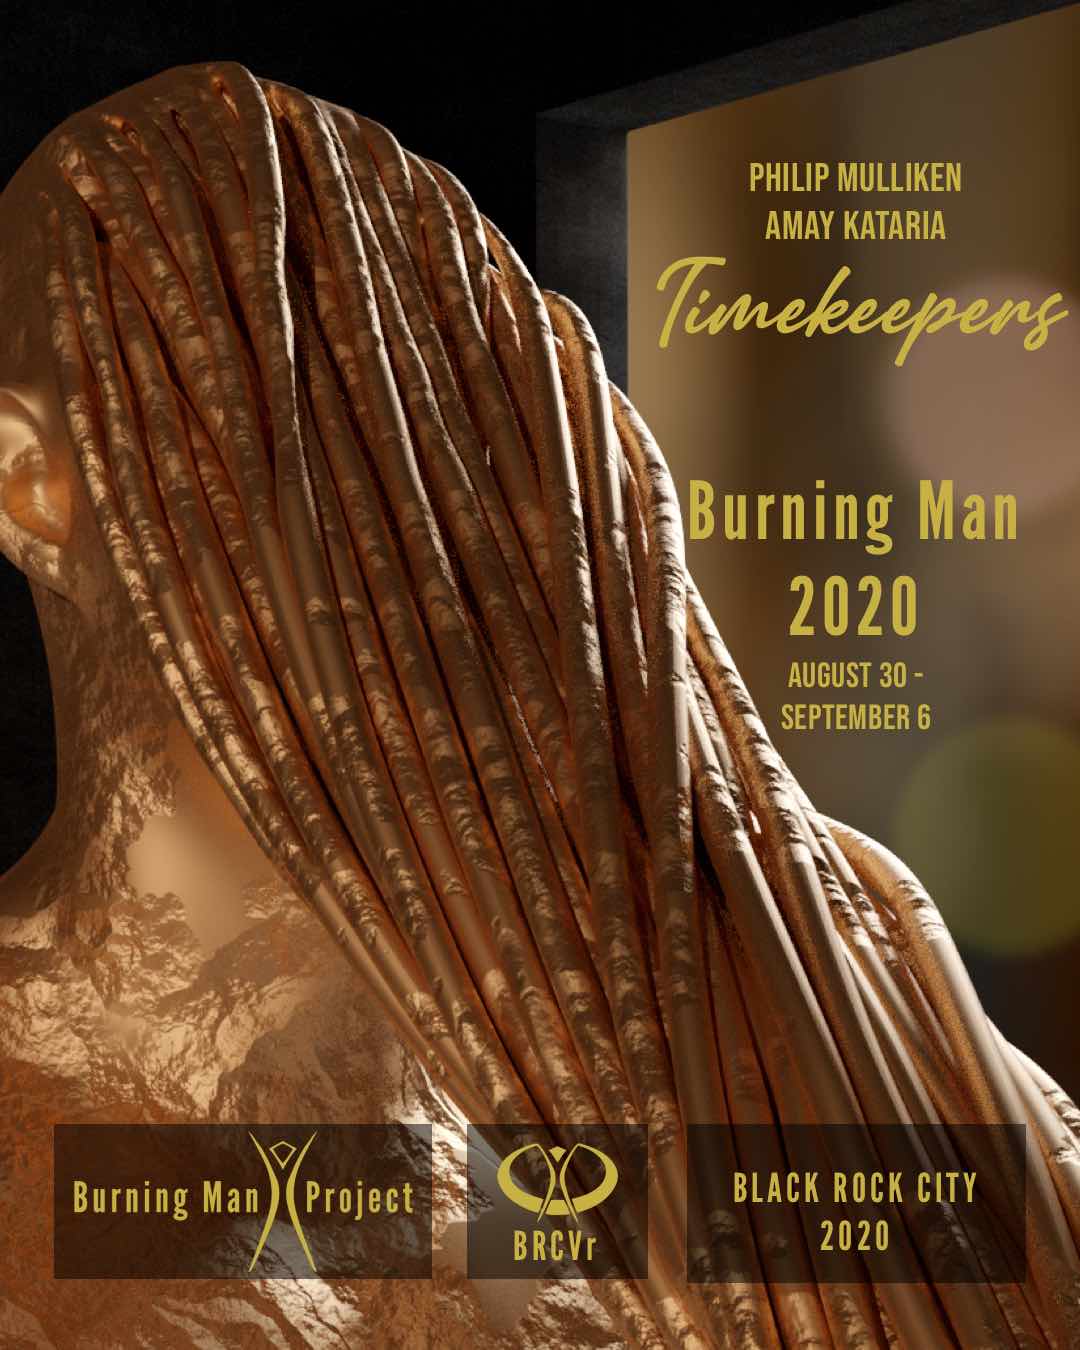 PHILIP MULLIKEN
AMAY KATARIA
Timekeepers
Burning Man
2020
AUGUST 30 -
SEPTEMBER 6
Burning Man Project
BRCVr
BLACK ROCK CITY
2020